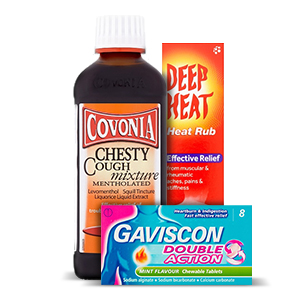 COVONIA
CHESTY
COUGH
mixture
MENTHOLATED
Levomenthol Squill Tincture
Liquorice Liquid Extract
DEEP
HEAT
Heat Rub
Effective Relief
from muscular &
rheumatic
aches, pains &
stiffness
Heartburn & Indigestion
Fast effective relief
8
GAVISCON
DOUBLE
ACTION
MINT FLAVOUR Chewable Tablets
Sodium alginate • Sodium bicarbonate • Calcium carbonate